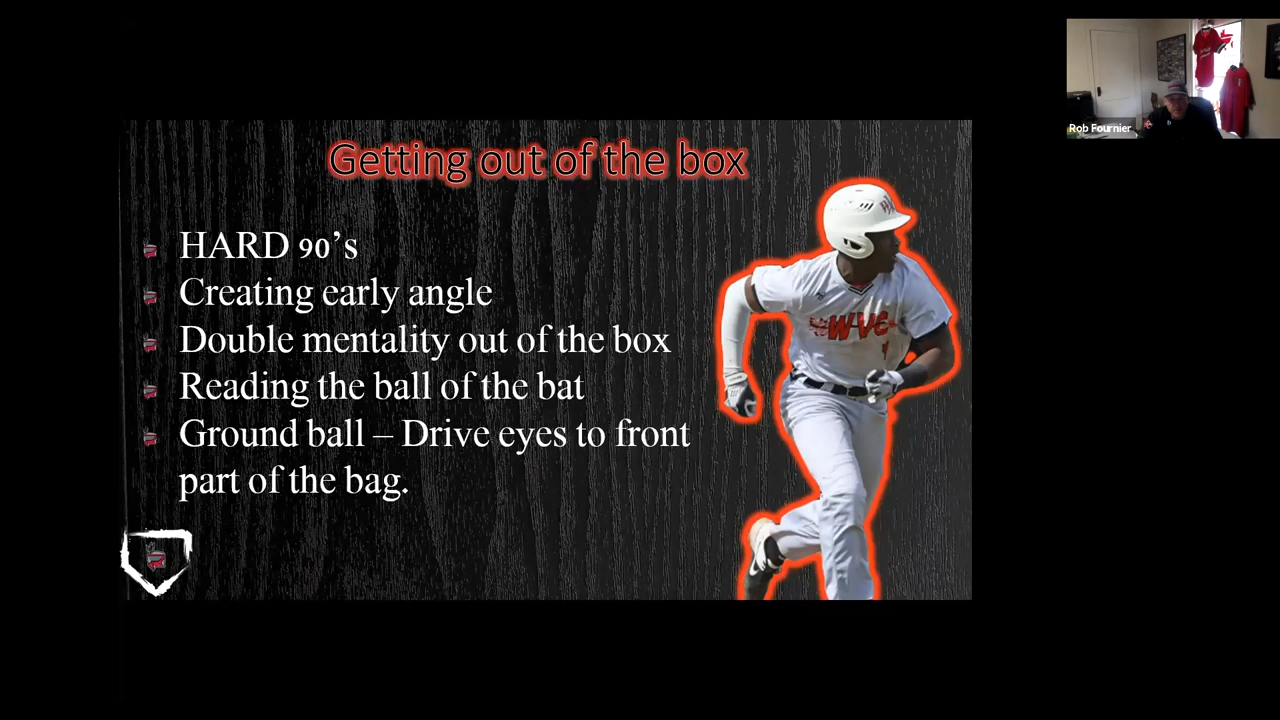 Getting out of the box
HARD 90's
Creating early angle
Double mentality out of the box
Reading the ball of the bat
Ground ball – Drive eyes to front
part of the bag.
WVC
1
Rob Fournier